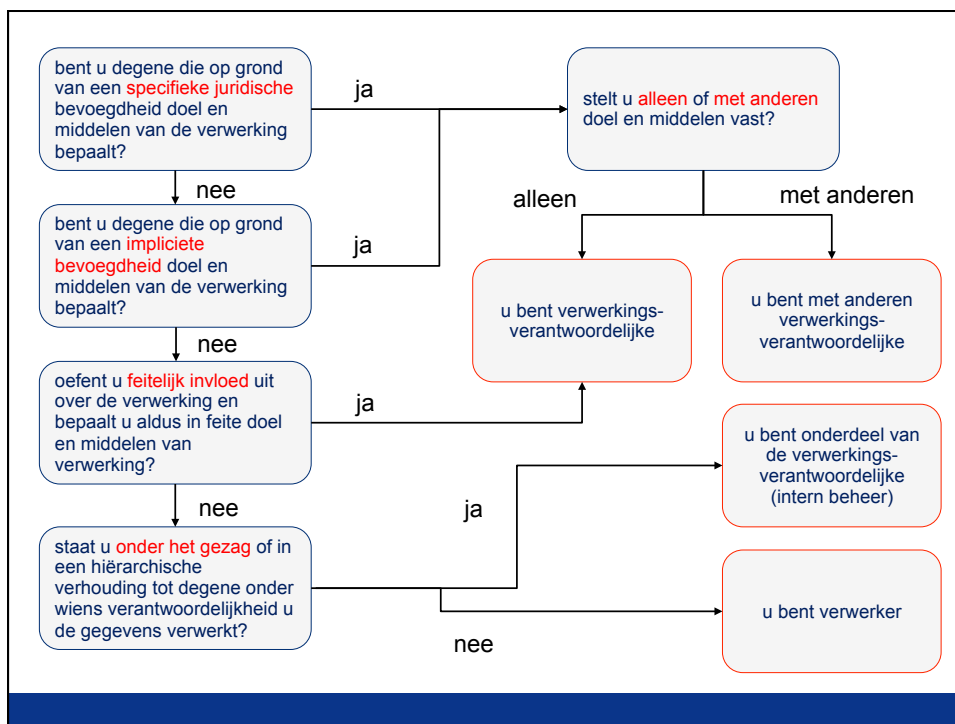 bent u degene die op grond
van een specifieke juridische
bevoegdheid doel en
middelen van de verwerking
bepaalt?
ja
stelt u alleen of met anderen
doel en middelen vast?
nee
alleen
met anderen
bent u degene die op grond
van een impliciete
bevoegdheid doel en
middelen van de verwerking
bepaalt?
ja
u bent verwerkings-
verantwoordelijke
u bent met anderen
verwerkings-
verantwoordelijke
nee
oefent u feitelijk invloed uit
over de verwerking en
bepaalt u aldus in feite doel
en middelen van
verwerking?
ja
u bent onderdeel van
de verwerkings-
verantwoordelijke
(intern beheer)
nee
ja
staat u onder het gezag of in
een hiërarchische
verhouding tot degene onder
wiens verantwoordelijkheid u
de gegevens verwerkt?
nee
u bent verwerker